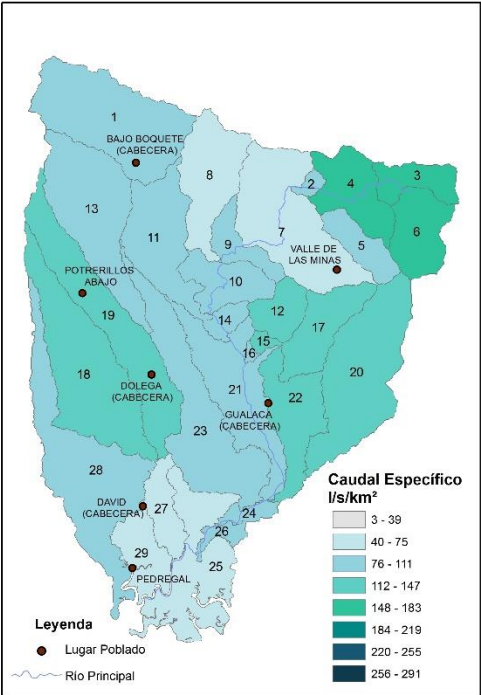 1
BAJO BOQUETE
(CABECERA)
8
2
4
3
13
11
9
7
5
6
VALLE DE
LAS MINAS
10
POTRERILLOS
ABAJO
19
14
12
17
15
16
18
DOLEGA
(CABECERA)
21
22
20
GUALACA
(CABECERA)
23
28
DAVID
(CABECERA)
27
24
26
29
25
PEDREGAL
Caudal Específico
l/s/km²
3 - 39
40 - 75
76 - 111
112 - 147
148 - 183
184 - 219
220 - 255
256 - 291
Leyenda
Lugar Poblado
Río Principal